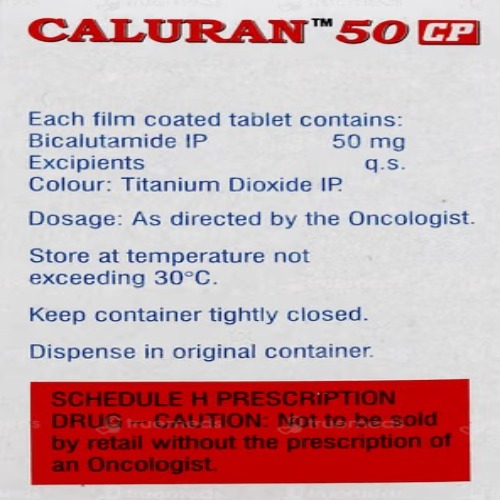 CALURAN™ 50 CP
Each film coated tablet contains:
Bicalutamide IP 50 mg
Excipients q.s.
Colour: Titanium Dioxide IP.
Dosage: As directed by the Oncologist.
Store at temperature not
exceeding 30°C.
Keep container tightly closed.
Dispense in original container.
SCHEDULE H PRESCRIPTION
DRUG - CAUTION: Not to be sold
by retail without the prescription of
an Oncologist.
truemeds
truemeds